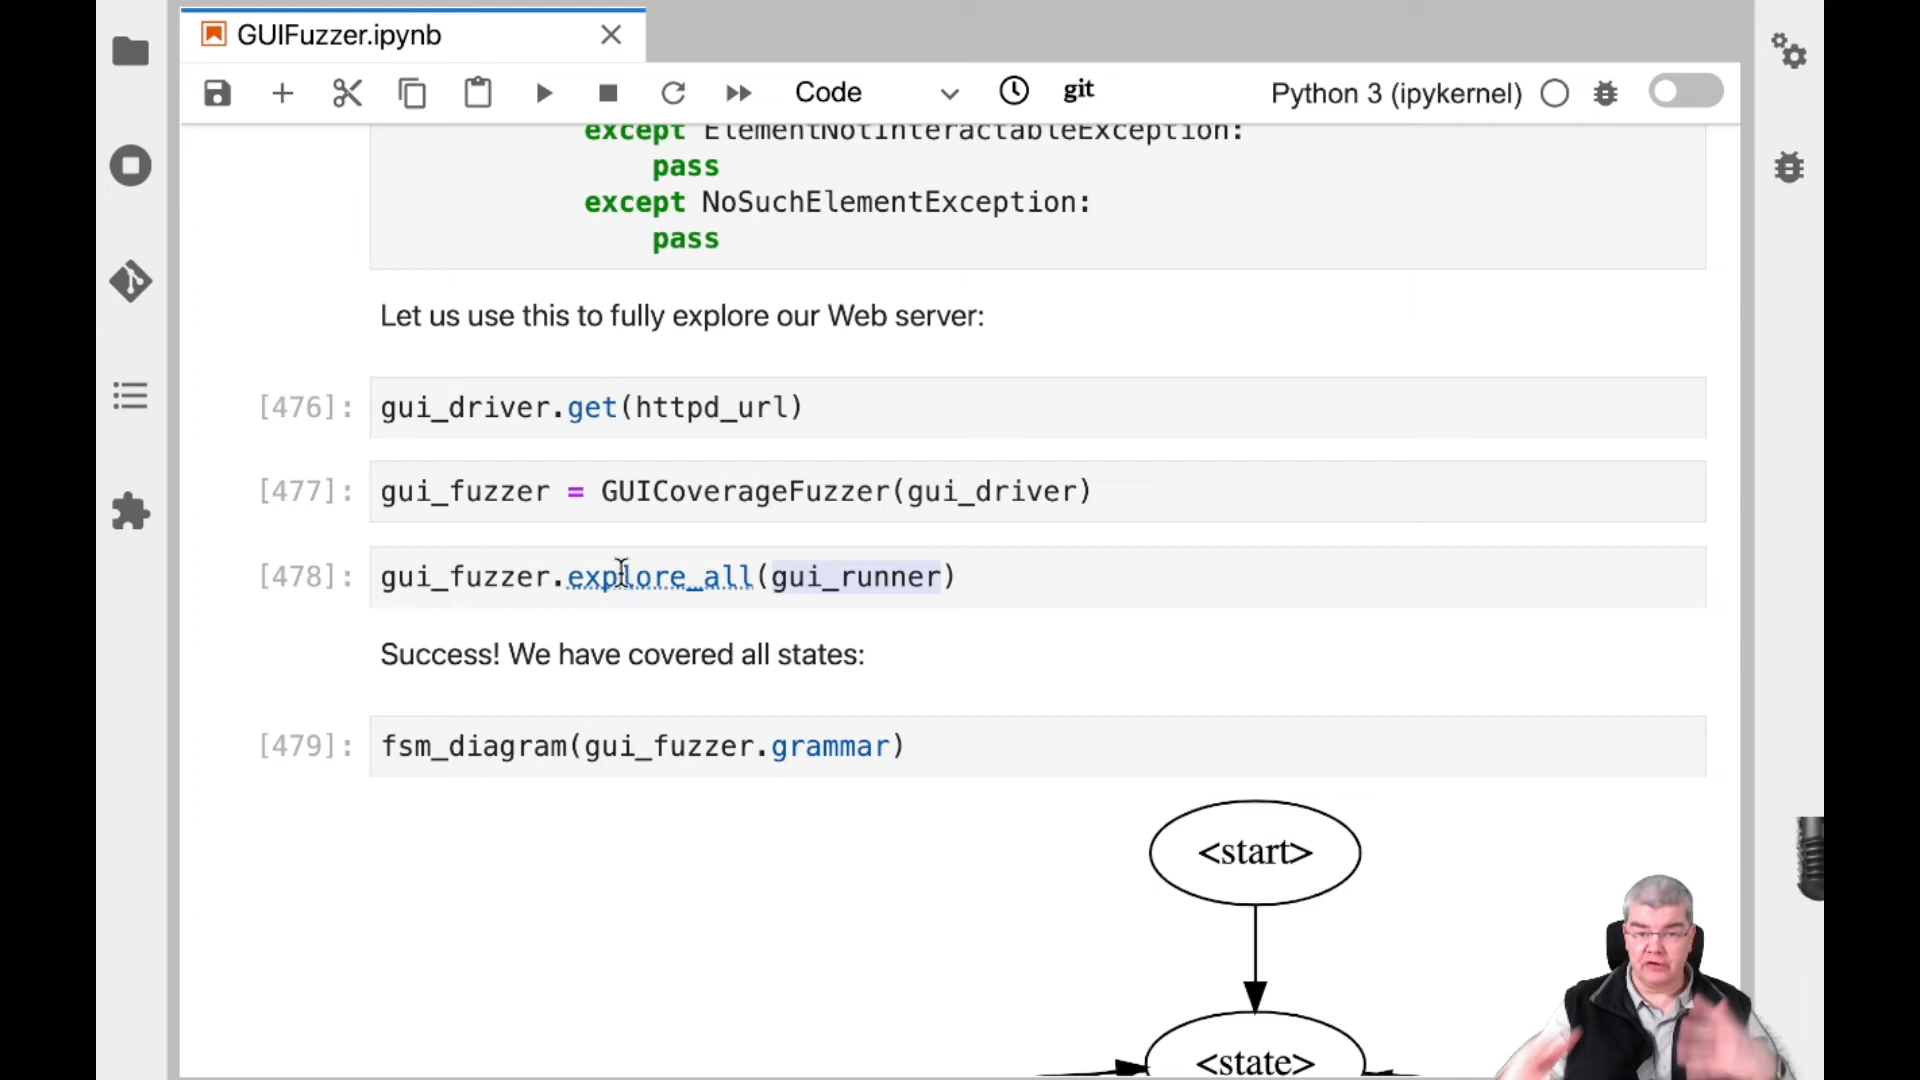 GUIFuzzer.ipynb
Code
git
Python 3 (ipykernel)
except ElementNotInteractableException:
pass
except NoSuchElementException:
pass
Let us use this to fully explore our Web server:
[476]: gui_driver.get(httpd_url)
[477]: gui_fuzzer = GUICoverageFuzzer(gui_driver)
[478]: gui_fuzzer.explore_all(gui_runner)
Success! We have covered all states:
[479]: fsm_diagram(gui_fuzzer.grammar)
<start>
<state>